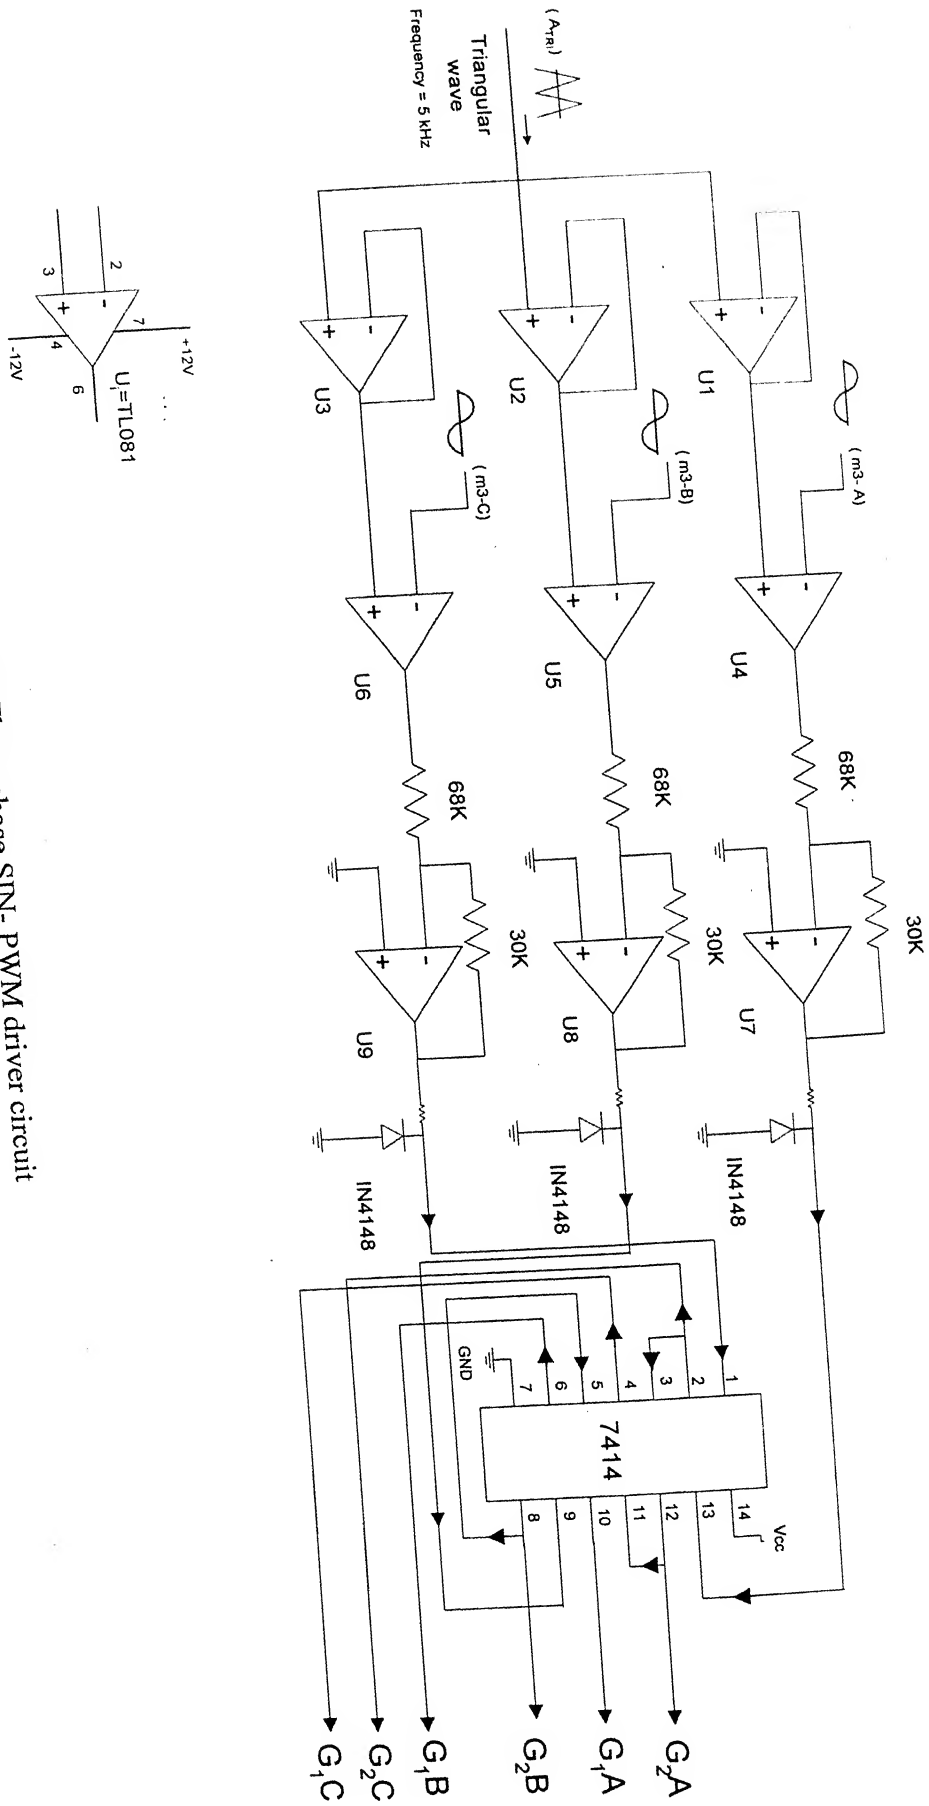 (A_TRI)
Triangular
wave
Frequency = 5 kHz
-
+
U1
-
+
U2
-
+
U3
( m3- A)
( m3-B)
( m3-C)
-
+
U4
-
+
U5
-
+
U6
68K
68K
68K
30K
30K
30K
-
+
U7
-
+
U8
-
+
U9
IN4148
IN4148
IN4148
1
2
3
4
5
6
7
GND
7414
14
13
12
11
10
9
8
Vcc
G₂A
G₁A
G₂B
G₁B
G₂C
G₁C
2
3
-
+
7
4
6
+12V
-12V
Uᵢ=TL081
SIN- PWM driver circuit